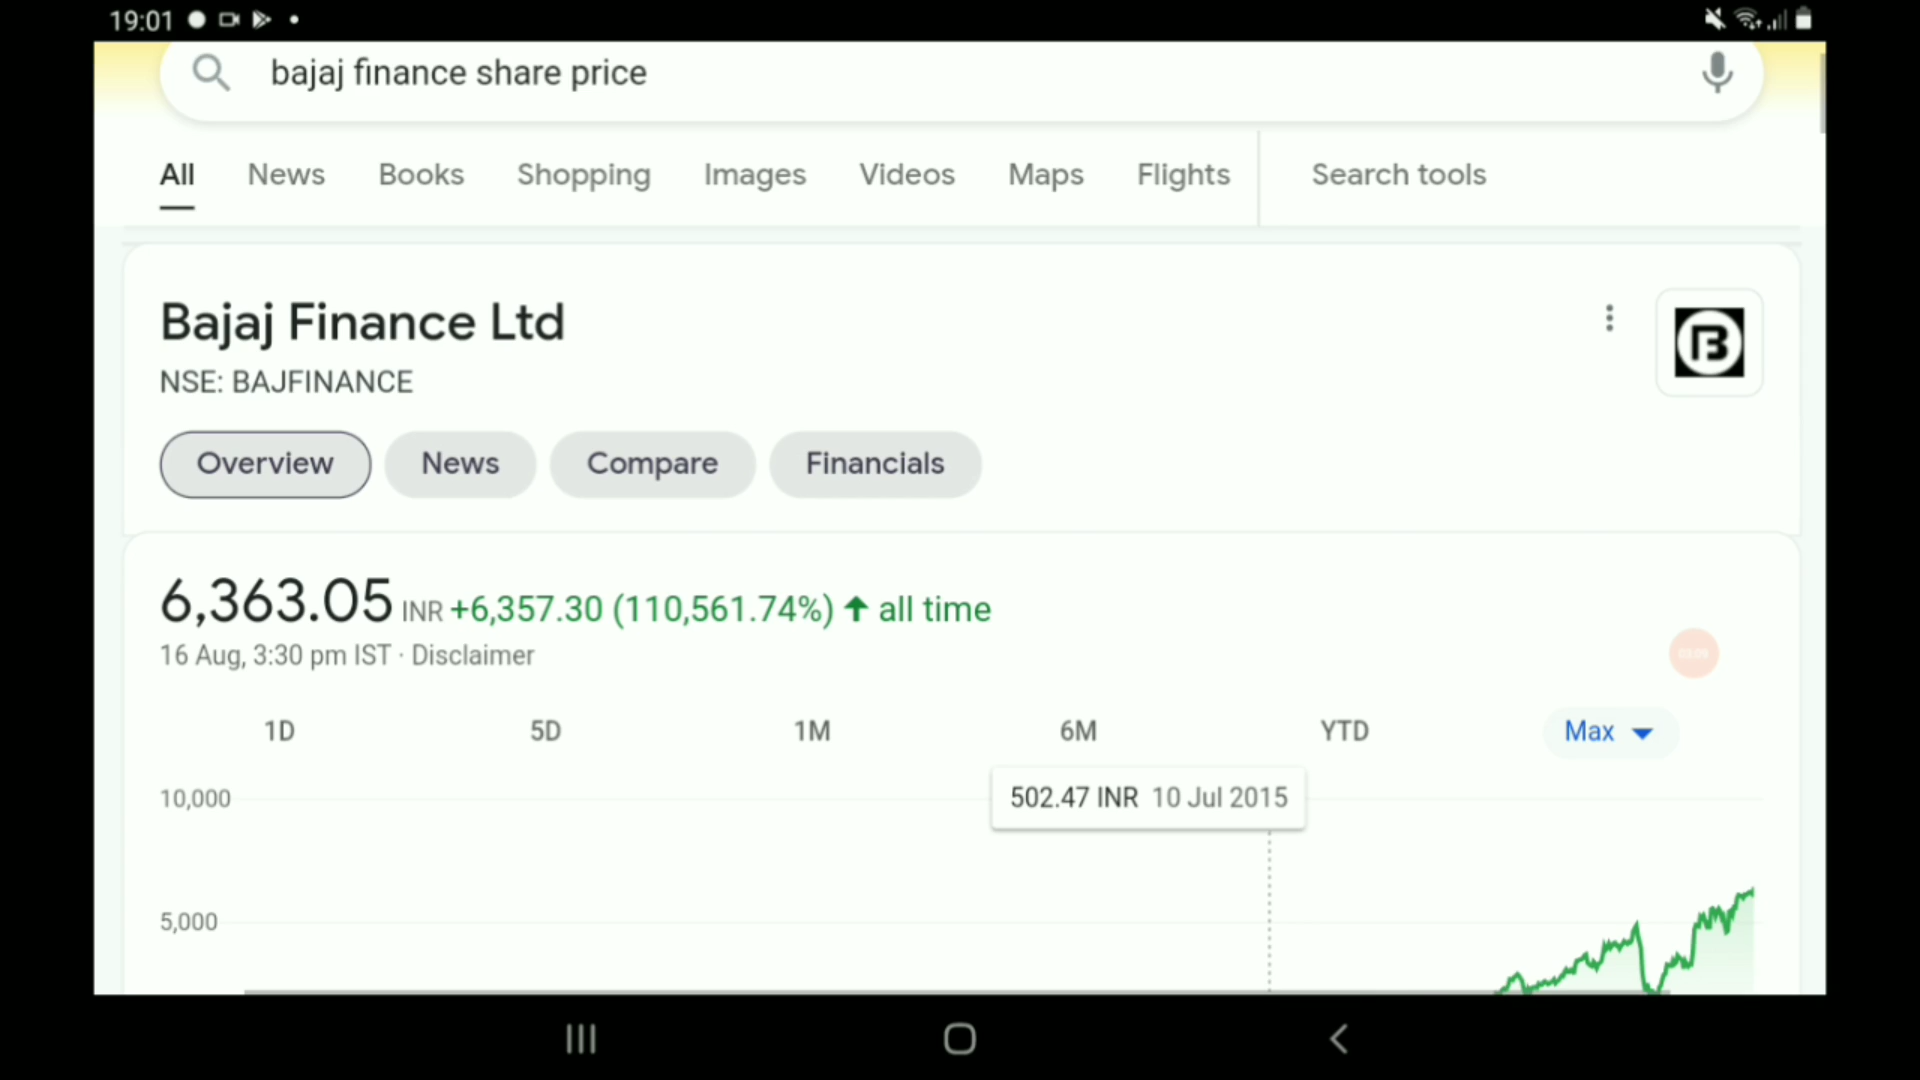 19:01
bajaj finance share price
All News Books Shopping Images Videos Maps Flights Search tools
Bajaj Finance Ltd
NSE: BAJFINANCE
Overview News Compare Financials
6,363.05 INR +6,357.30 (110,561.74%) ↑ all time
16 Aug, 3:30 pm IST · Disclaimer
1D 5D 1M 6M YTD Max
502.47 INR 10 Jul 2015
10,000
5,000